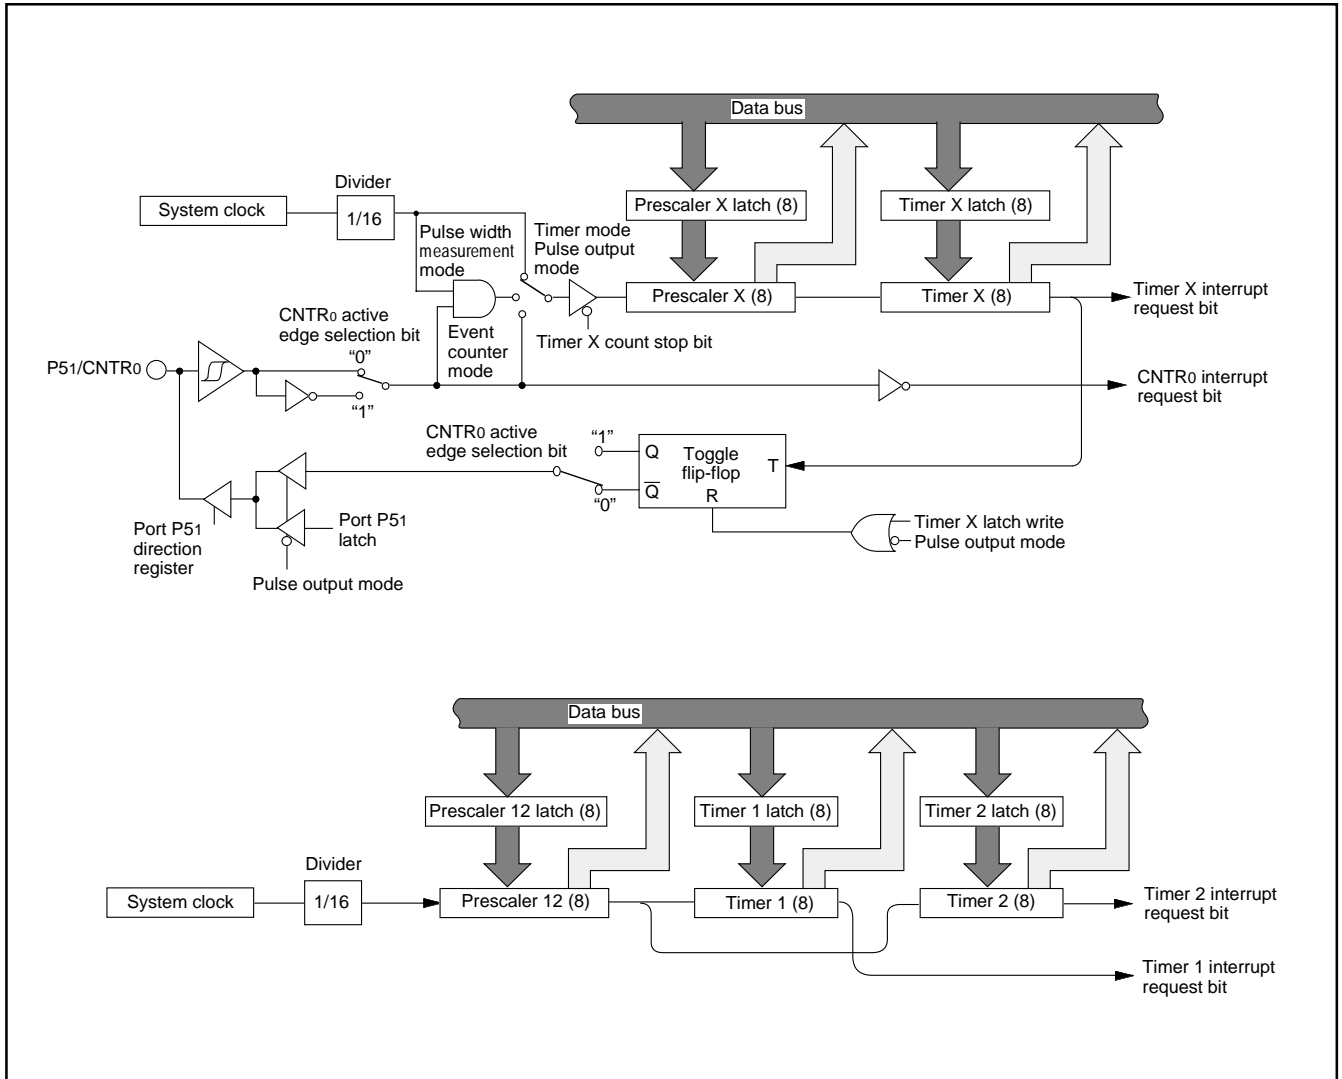 Data bus
Divider
System clock
1/16
Prescaler X latch (8)
Timer X latch (8)
Pulse width
measurement
mode
Timer mode
Pulse output
mode
Prescaler X (8)
Timer X (8)
Timer X interrupt
request bit
CNTR0 active
edge selection bit
Event
counter
mode
Timer X count stop bit
P51/CNTR0
“0”
“1”
CNTR0 interrupt
request bit
CNTR0 active
edge selection bit
“1”
“0”
Q
Q̅
Toggle
flip-flop
T
R
Port P51
direction
register
Port P51
latch
Pulse output mode
Timer X latch write
Pulse output mode
Data bus
Prescaler 12 latch (8)
Timer 1 latch (8)
Timer 2 latch (8)
Divider
System clock
1/16
Prescaler 12 (8)
Timer 1 (8)
Timer 2 (8)
Timer 2 interrupt
request bit
Timer 1 interrupt
request bit